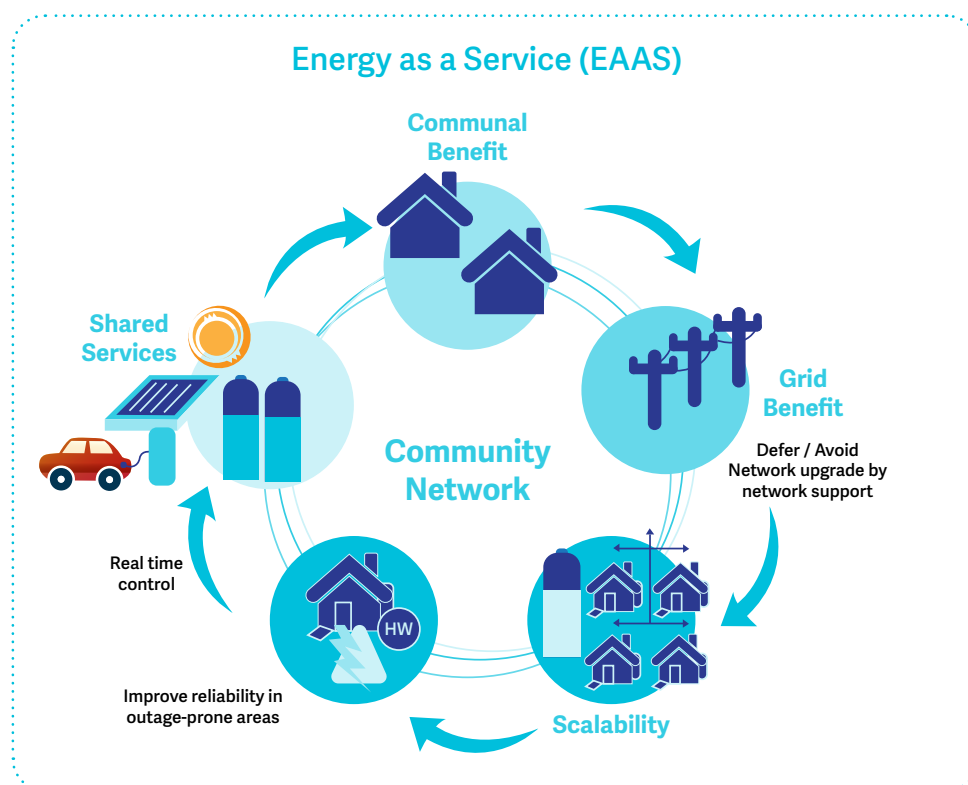 Energy as a Service (EAAS)
Communal
Benefit
Shared
Services
Grid
Benefit
Defer / Avoid
Network upgrade by
network support
Community
Network
Real time
control
HW
Improve reliability in
outage-prone areas
Scalability